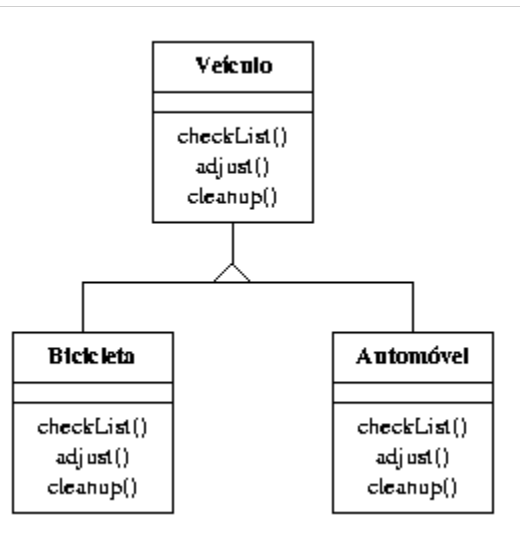 Veículo
checkList()
adjust()
cleanup()
Bicicleta
checkList()
adjust()
cleanup()
Automóvel
checkList()
adjust()
cleanup()